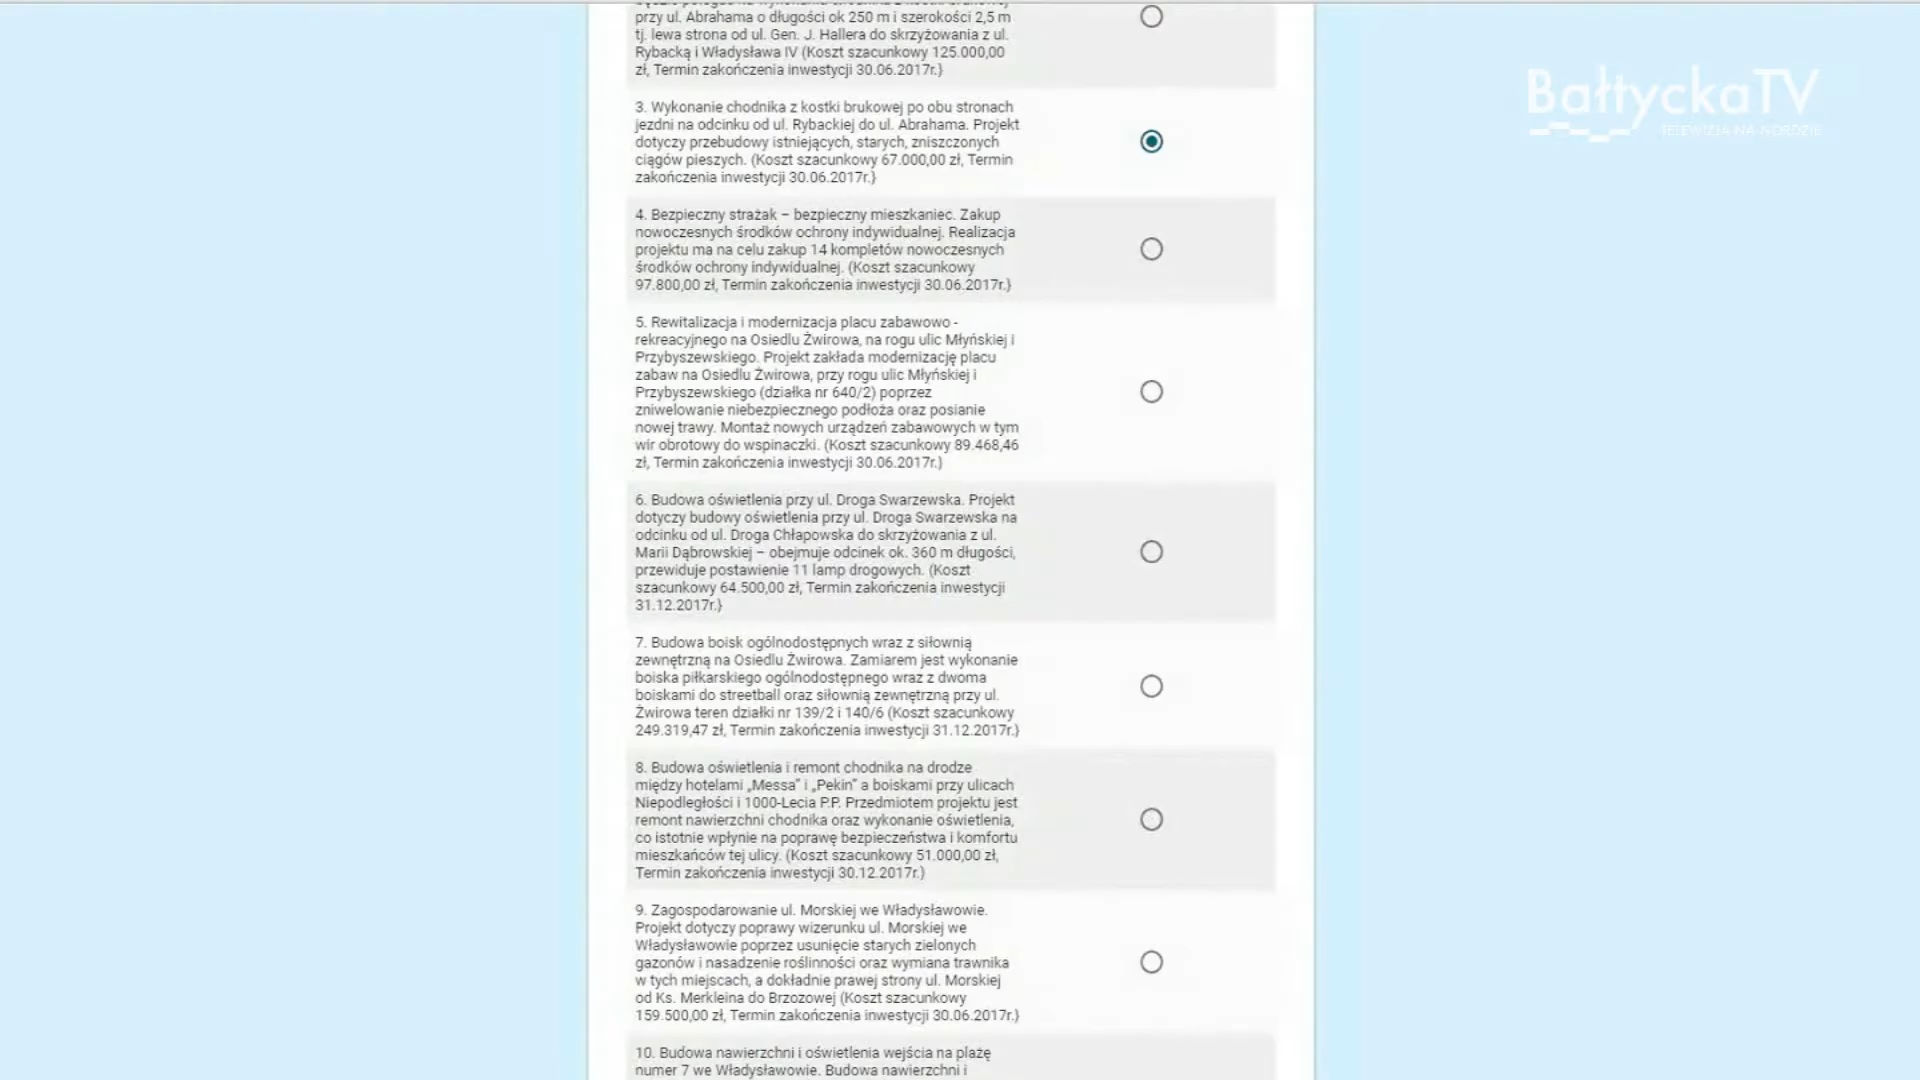 przy ul. Abrahama o długości ok 250 m i szerokości 2,5 m
tj. lewa strona od ul. Gen. J. Hallera do skrzyżowania z ul.
Rybacką i Władysława IV (Koszt szacunkowy 125.000,00
zł, Termin zakończenia inwestycji 30.06.2017r.}
BałtyckaTV
TELEWIZJA NA NORDZIE
3. Wykonanie chodnika z kostki brukowej po obu stronach
jezdni na odcinku od ul. Rybackiej do ul. Abrahama. Projekt
dotyczy przebudowy istniejących, starych, zniszczonych
ciągów pieszych. (Koszt szacunkowy 67.000,00 zł, Termin
zakończenia inwestycji 30.06.2017r.}
4. Bezpieczny strażak – bezpieczny mieszkaniec. Zakup
nowoczesnych środków ochrony indywidualnej. Realizacja
projektu ma na celu zakup 14 kompletów nowoczesnych
środków ochrony indywidualnej. (Koszt szacunkowy
97.800,00 zł, Termin zakończenia inwestycji 30.06.2017r.}
5. Rewitalizacja i modernizacja placu zabawowo -
rekreacyjnego na Osiedlu Żwirowa, na rogu ulic Młyńskiej i
Przybyszewskiego. Projekt zakłada modernizację placu
zabaw na Osiedlu Żwirowa, przy rogu ulic Młyńskiej i
Przybyszewskiego (działka nr 640/2) poprzez
zniwelowanie niebezpiecznego podłoża oraz posianie
nowej trawy. Montaż nowych urządzeń zabawowych w tym
wir obrotowy do wspinaczki. (Koszt szacunkowy 89.468,46
zł, Termin zakończenia inwestycji 30.06.2017r.)
6. Budowa oświetlenia przy ul. Droga Swarzewska. Projekt
dotyczy budowy oświetlenia przy ul. Droga Swarzewska na
odcinku od ul. Droga Chłapowska do skrzyżowania z ul.
Marii Dąbrowskiej – obejmuje odcinek ok. 360 m długości,
przewiduje postawienie 11 lamp drogowych. (Koszt
szacunkowy 64.500,00 zł, Termin zakończenia inwestycji
31.12.2017r.}
7. Budowa boisk ogólnodostępnych wraz z siłownią
zewnętrzną na Osiedlu Żwirowa. Zamiarem jest wykonanie
boiska piłkarskiego ogólnodostępnego wraz z dwoma
boiskami do streetball oraz siłownią zewnętrzną przy ul.
Żwirowa teren działki nr 139/2 i 140/6 (Koszt szacunkowy
249.319,47 zł, Termin zakończenia inwestycji 31.12.2017r.}
8. Budowa oświetlenia i remont chodnika na drodze
między hotelami „Messa” i „Pekin” a boiskami przy ulicach
Niepodległości i 1000-Lecia P.P. Przedmiotem projektu jest
remont nawierzchni chodnika oraz wykonanie oświetlenia,
co istotnie wpłynie na poprawę bezpieczeństwa i komfortu
mieszkańców tej ulicy. (Koszt szacunkowy 51.000,00 zł,
Termin zakończenia inwestycji 30.12.2017r.)
9. Zagospodarowanie ul. Morskiej we Władysławowie.
Projekt dotyczy poprawy wizerunku ul. Morskiej we
Władysławowie poprzez usunięcie starych zielonych
gazonów i nasadzenie roślinności oraz wymiana trawnika
w tych miejscach, a dokładnie prawej strony ul. Morskiej
od Ks. Merkleina do Brzozowej (Koszt szacunkowy
159.500,00 zł, Termin zakończenia inwestycji 30.06.2017r.}
10. Budowa nawierzchni i oświetlenia wejścia na plażę
numer 7 we Władysławowie. Budowa nawierzchni i